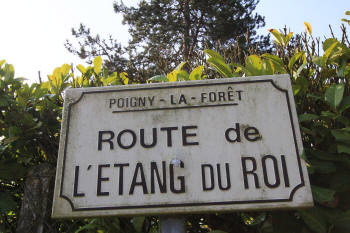 POIGNY-LA-FORÊT
ROUTE de
L'ETANG DU ROI